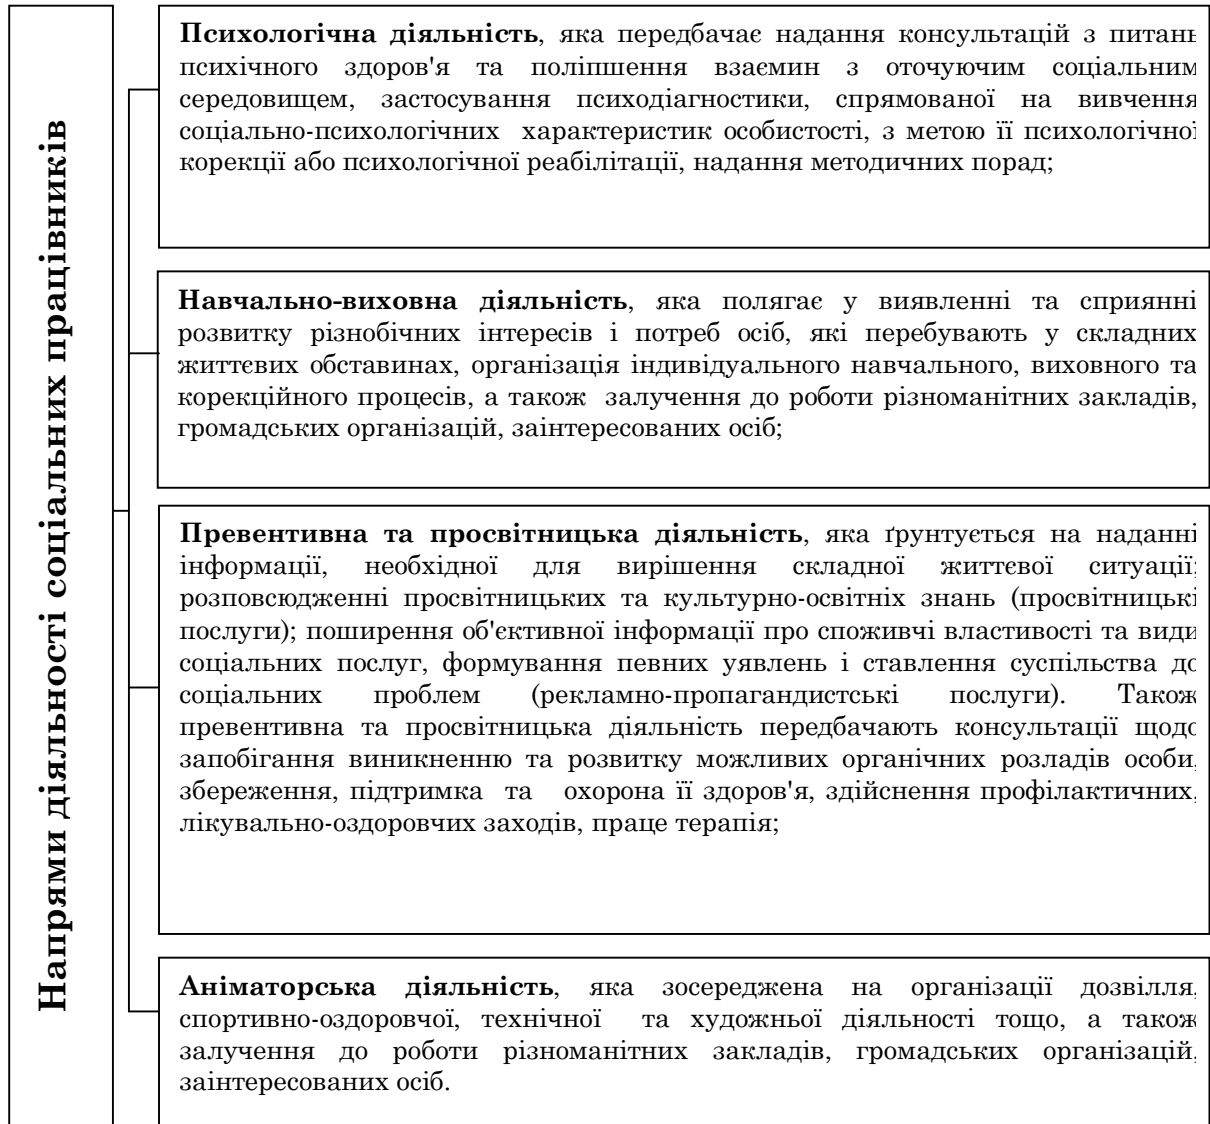 Напрями діяльності соціальних працівників
Психологічна діяльність, яка передбачає надання консультацій з питань
психічного здоров'я та поліпшення взаємин з оточуючим соціальним
середовищем, застосування психодіагностики, спрямованої на вивчення
соціально-психологічних характеристик особистості, з метою її психологічної
корекції або психологічної реабілітації, надання методичних порад;
Навчально-виховна діяльність, яка полягає у виявленні та сприянні
розвитку різнобічних інтересів і потреб осіб, які перебувають у складних
життєвих обставинах, організація індивідуального навчального, виховного та
корекційного процесів, а також залучення до роботи різноманітних закладів,
громадських організацій, заінтересованих осіб;
Превентивна та просвітницька діяльність, яка ґрунтується на наданні
інформації, необхідної для вирішення складної життєвої ситуації;
розповсюдженні просвітницьких та культурно-освітніх знань (просвітницькі
послуги); поширення об'єктивної інформації про споживчі властивості та види
соціальних послуг, формування певних уявлень і ставлення суспільства до
соціальних проблем (рекламно-пропагандистські послуги). Також
превентивна та просвітницька діяльність передбачають консультації щодо
запобігання виникненню та розвитку можливих органічних розладів особи,
збереження, підтримка та охорона її здоров'я, здійснення профілактичних,
лікувально-оздоровчих заходів, праце терапія;
Аніматорська діяльність, яка зосереджена на організації дозвілля,
спортивно-оздоровчої, технічної та художньої діяльності тощо, а також
залучення до роботи різноманітних закладів, громадських організацій,
заінтересованих осіб.